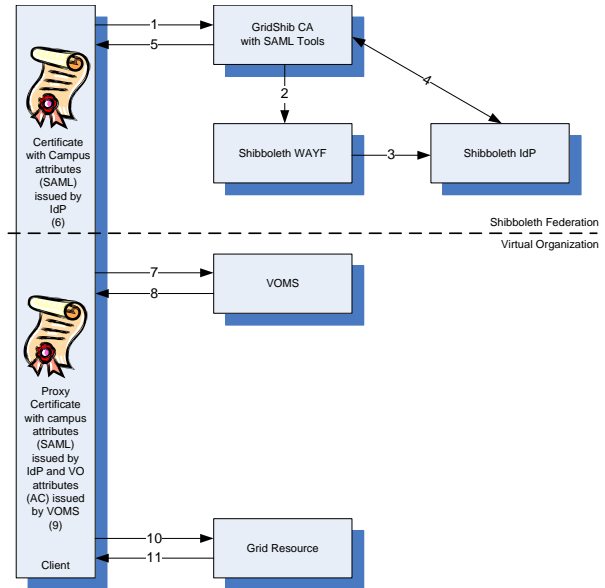 1
5
GridShib CA
with SAML Tools
4
2
Shibboleth WAYF
3
Shibboleth IdP
Certificate
with Campus
attributes
(SAML)
issued by
IdP
(6)
Shibboleth Federation
Virtual Organization
7
8
VOMS
Proxy
Certificate
with campus
attributes
(SAML)
issued by
IdP and VO
attributes
(AC) issued
by VOMS
(9)
10
11
Grid Resource
Client